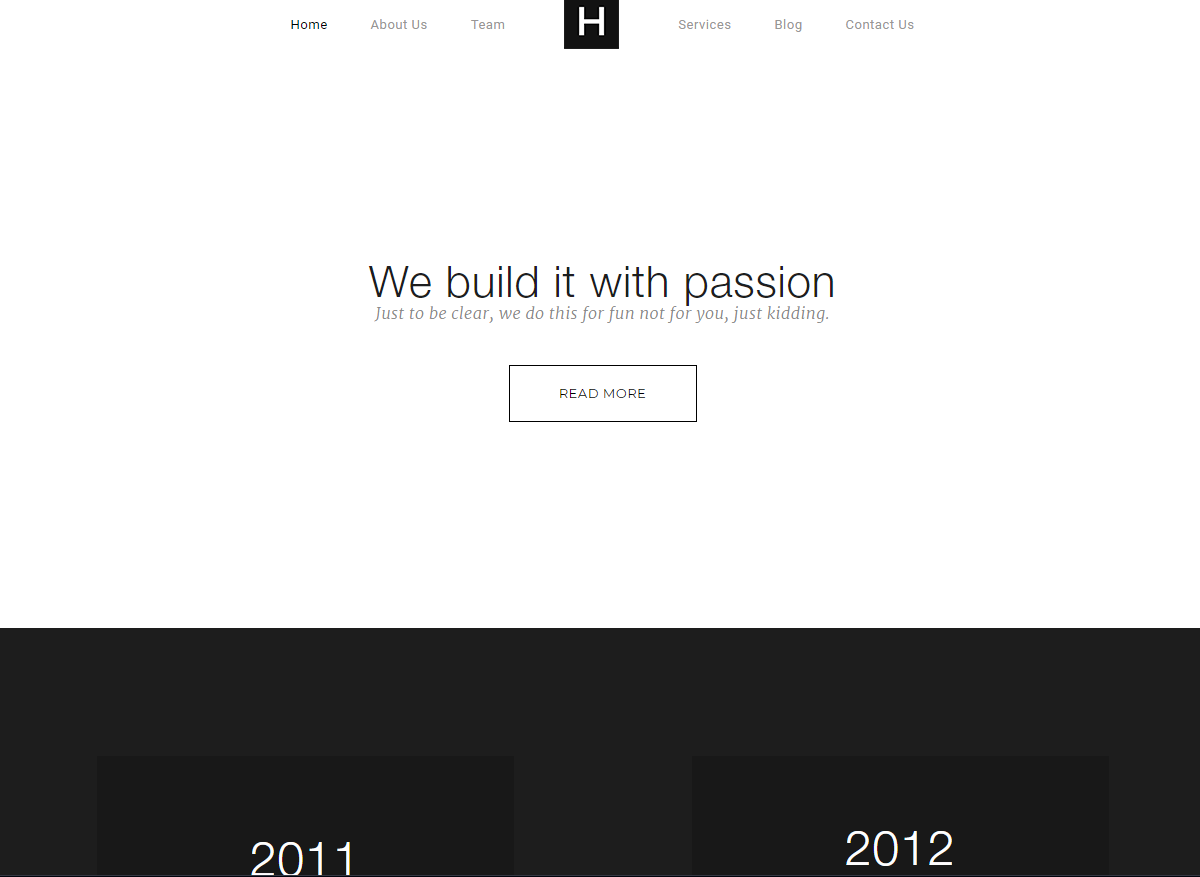 Home About Us Team H Services Blog Contact Us
We build it with passion
Just to be clear, we do this for fun not for you, just kidding.
READ MORE
2011 2012